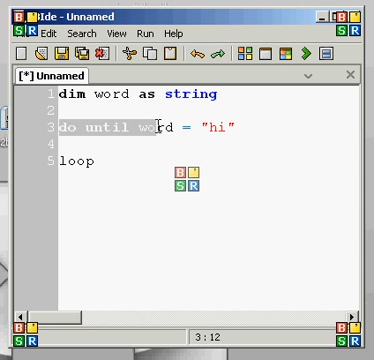 BIde - Unnamed
Edit Search View Run Help
[*] Unnamed
1 dim word as string
2
3 do until word = "hi"
4
5 loop
B S R
3 : 12